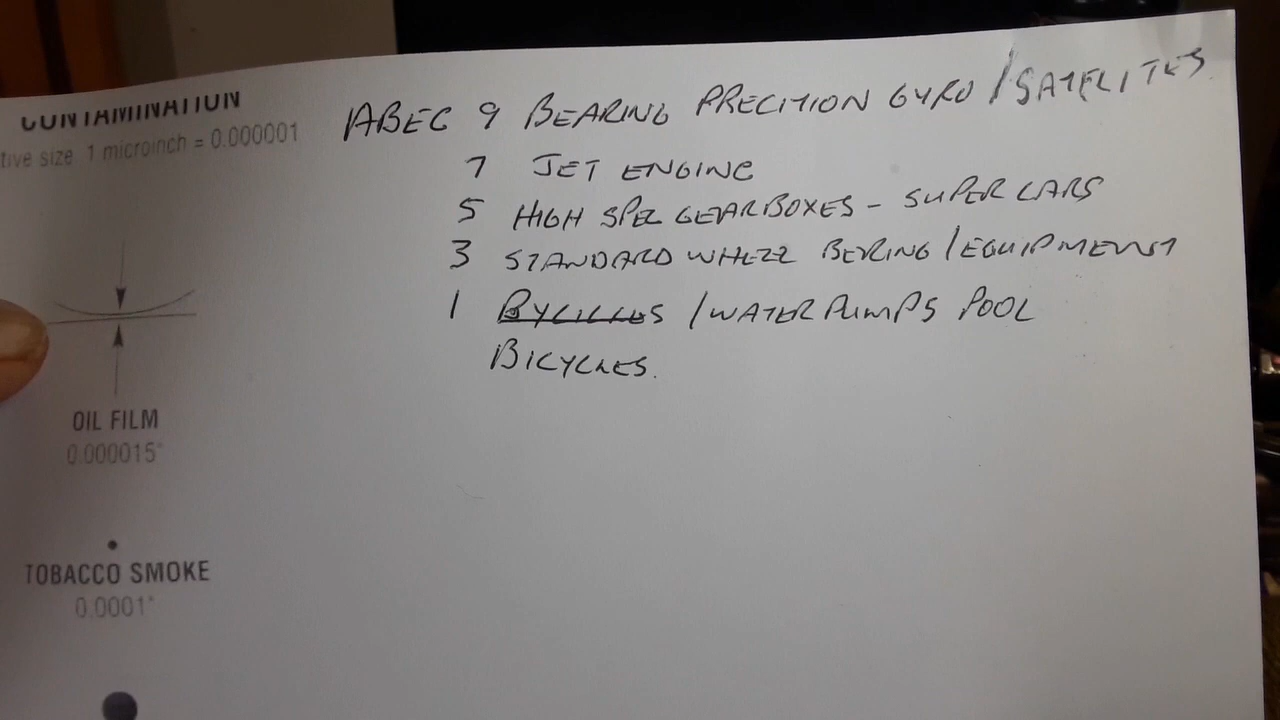 CONTAMINATION
tive size 1 microinch = 0.000001
ABEC 9 BEARING PRECITION GYRO / SATELITES
7 JET ENGINE
5 HIGH SPEC GEARBOXES - SUPER CARS
3 STANDARD WHEEL BEYRING / EQUIPMENT
1 BYCICLES / WATER PUMPS POOL
BICYCLES.
OIL FILM
0.000015"
TOBACCO SMOKE
0.0001"